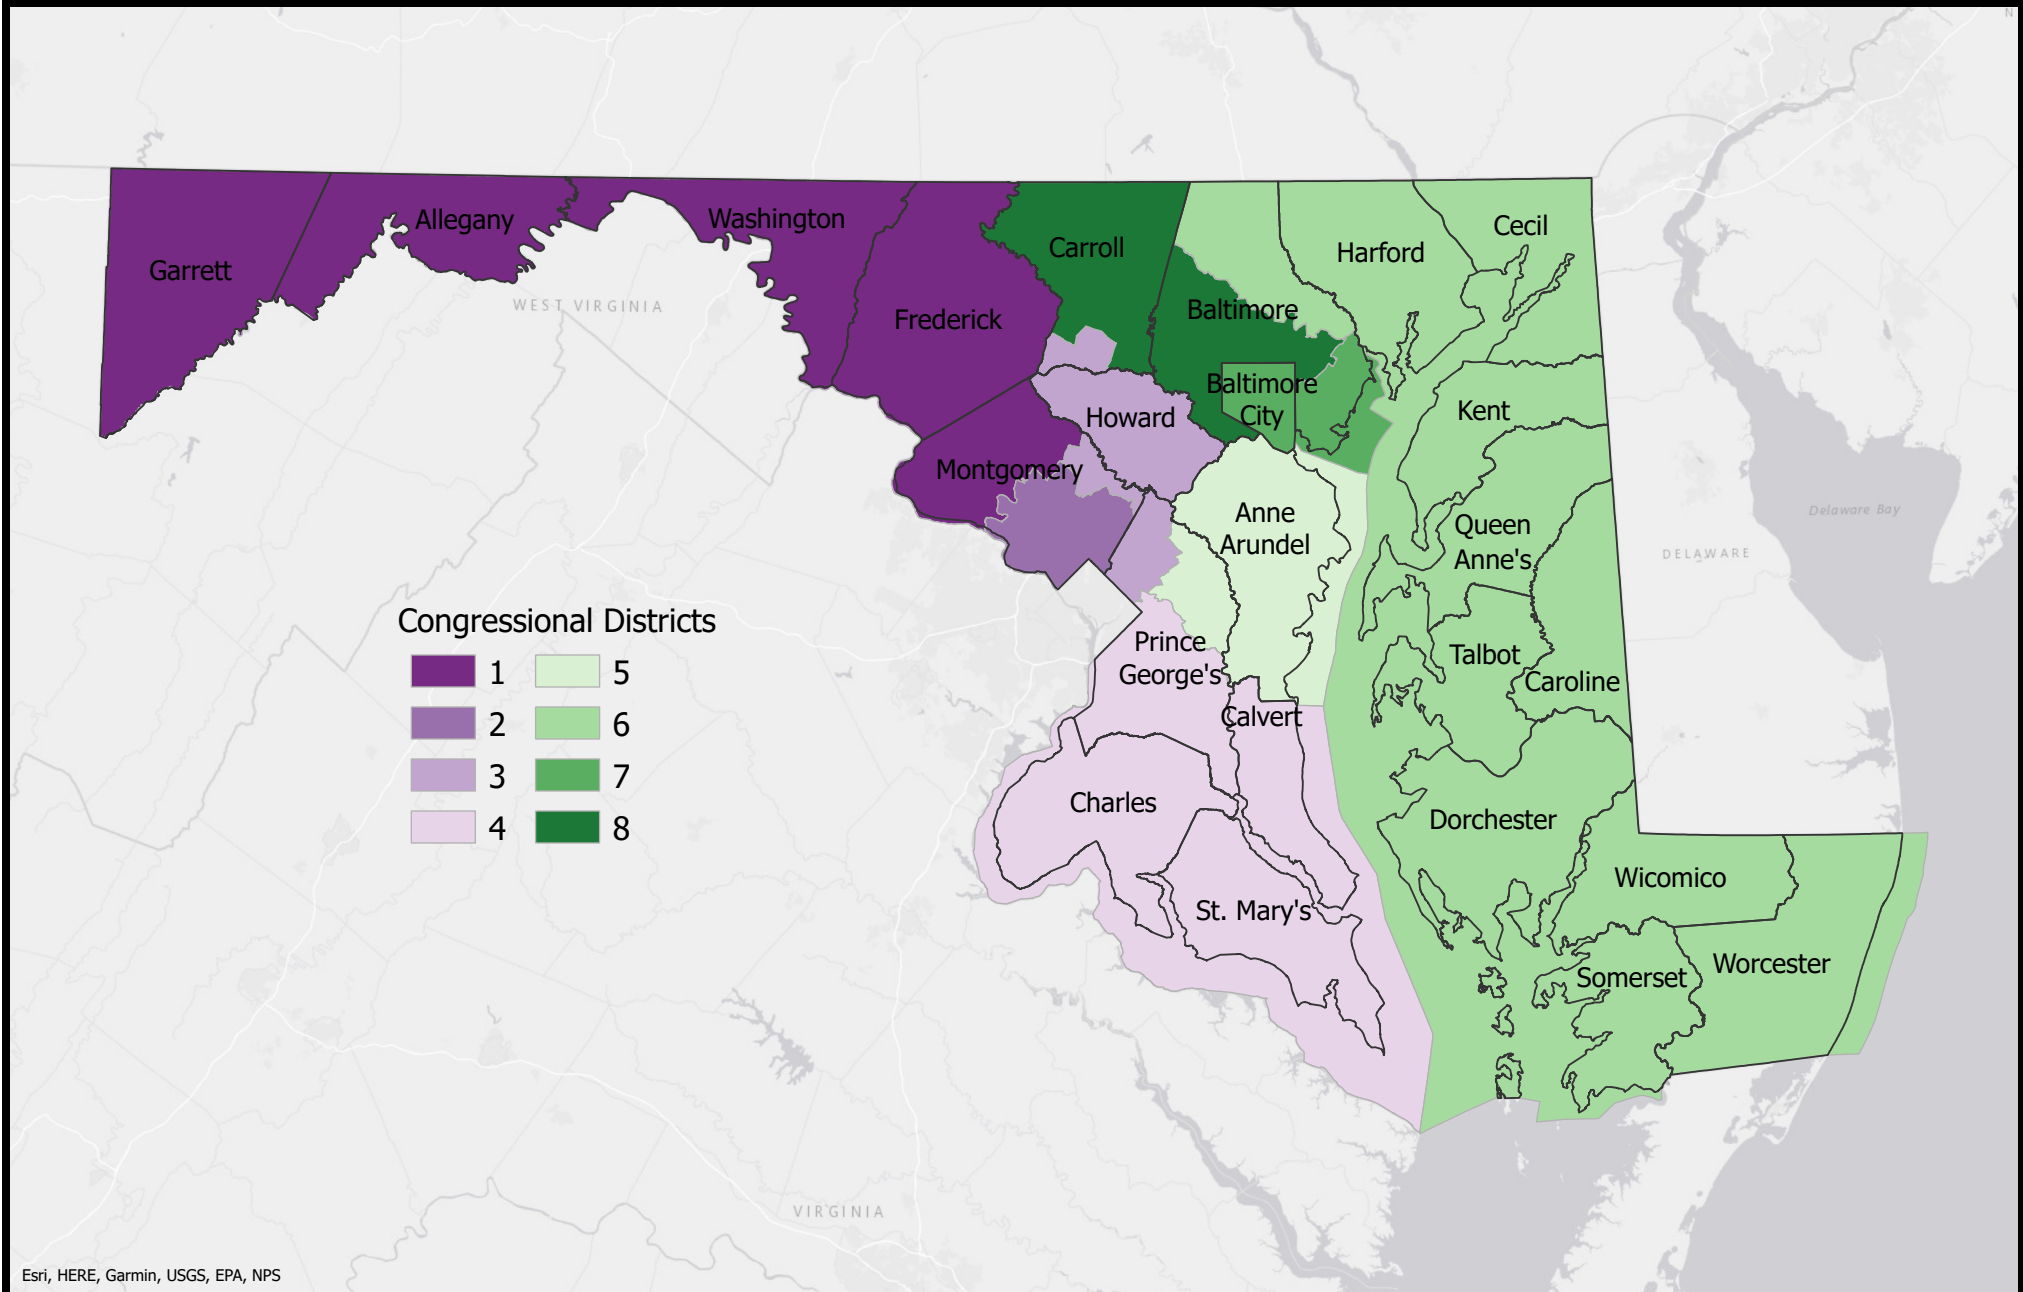 N
Garrett
Allegany
Washington
Frederick
Carroll
Baltimore
Harford
Cecil
WEST VIRGINIA
Baltimore
City
Howard
Kent
Montgomery
Anne
Arundel
Queen
Anne's
Delaware Bay
DELAWARE
Prince
George's
Talbot
Caroline
Calvert
Charles
Dorchester
St. Mary's
Wicomico
Somerset
Worcester
Congressional Districts
1
5
2
6
3
7
4
8
VIRGINIA
Esri, HERE, Garmin, USGS, EPA, NPS